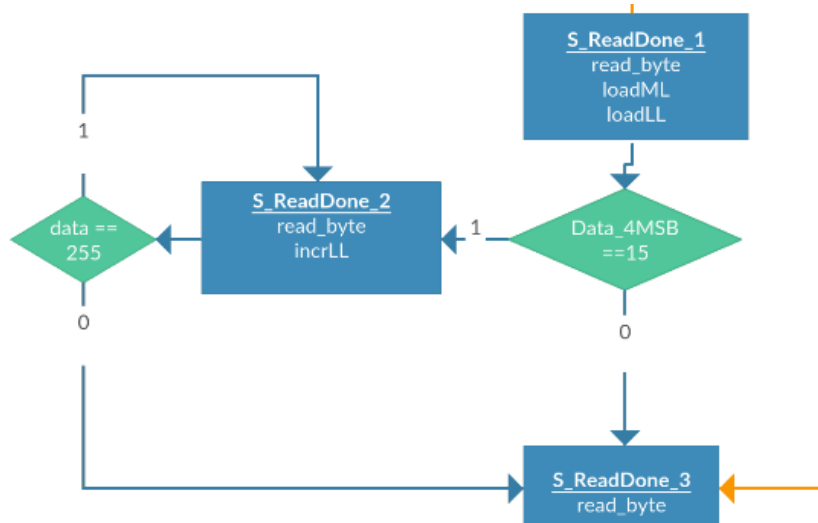 S_ReadDone_1
read_byte
loadML
loadLL
1
S_ReadDone_2
read_byte
incrLL
data ==
255
1
Data_4MSB
==15
0
0
S_ReadDone_3
read_byte